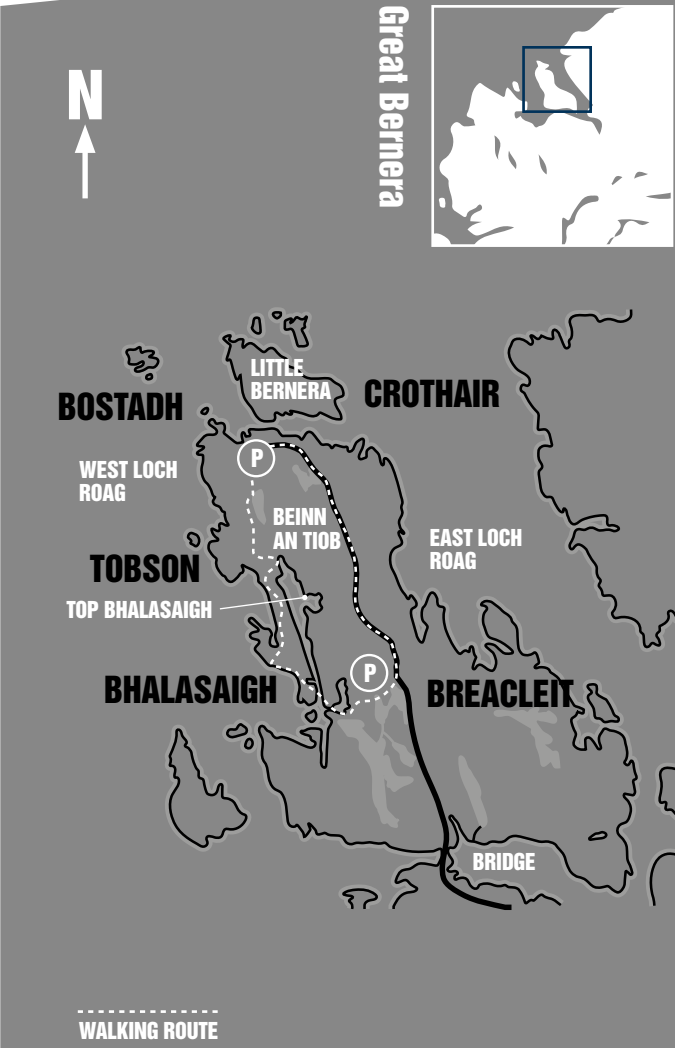 Great Bernera
N
LITTLE
BERNERA
CROTHAIR
BOSTADH
P
WEST LOCH
ROAG
BEINN
AN TIOB
EAST LOCH
ROAG
TOBSON
TOP BHALASAIGH
P
BHALASAIGH
BREACLEIT
BRIDGE
WALKING ROUTE